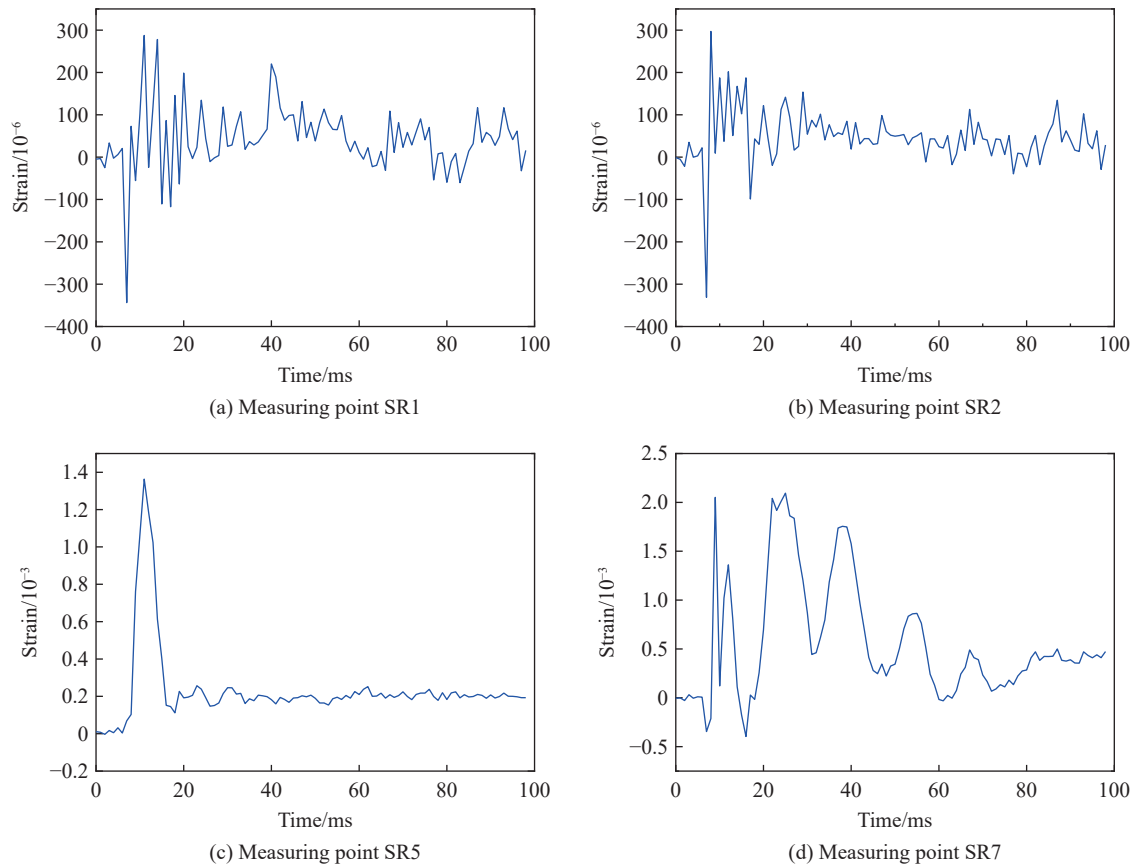 300
200
100
0
−100
−200
−300
−400
Strain/10⁻⁶
0 20 40 60 80 100
Time/ms
(a) Measuring point SR1
300
200
100
0
−100
−200
−300
−400
Strain/10⁻⁶
0 20 40 60 80 100
Time/ms
(b) Measuring point SR2
1.4
1.2
1.0
0.8
0.6
0.4
0.2
0
−0.2
Strain/10⁻³
0 20 40 60 80 100
Time/ms
(c) Measuring point SR5
2.5
2.0
1.5
1.0
0.5
0
−0.5
Strain/10⁻³
0 20 40 60 80 100
Time/ms
(d) Measuring point SR7